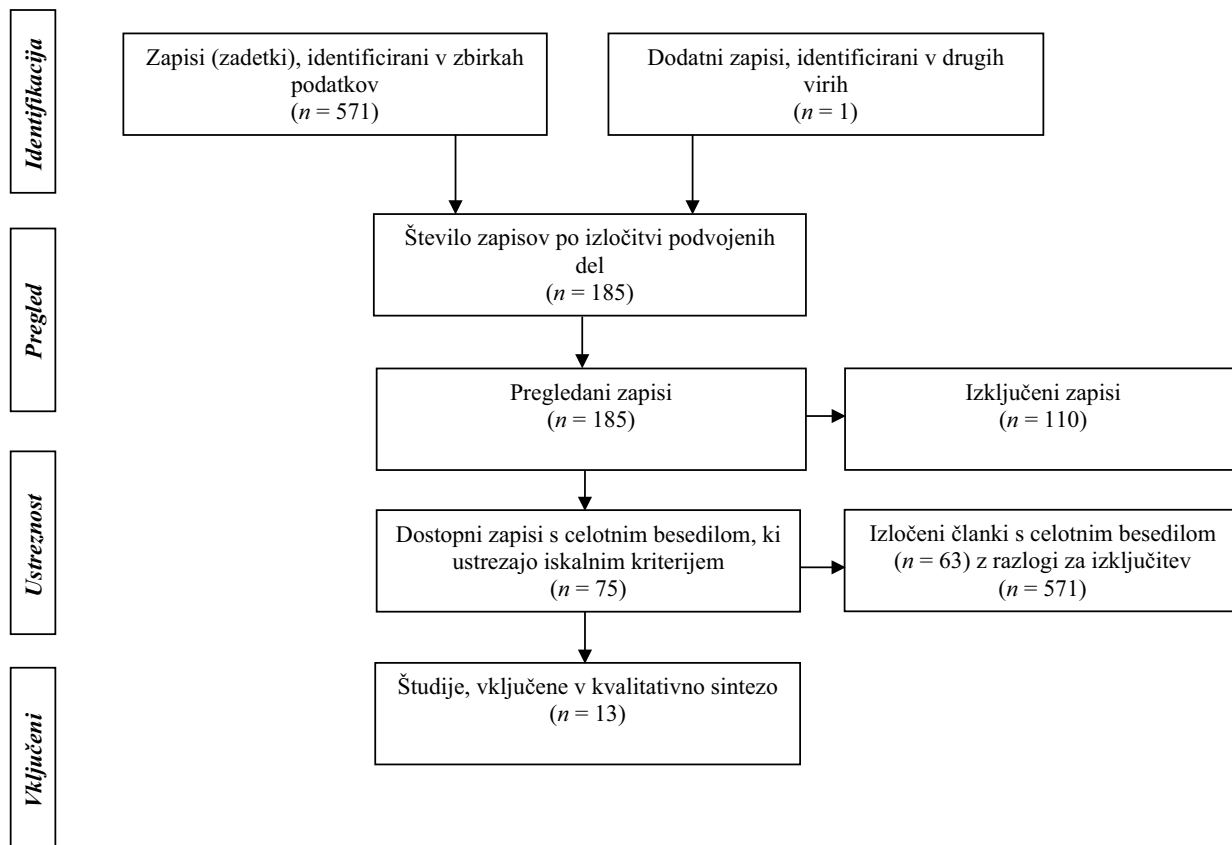 Identifikacija
Zapisi (zadetki), identificirani v zbirkah
podatkov
(n = 571)
Dodatni zapisi, identificirani v drugih
virih
(n = 1)
Pregled
Število zapisov po izločitvi podvojenih
del
(n = 185)
Pregledani zapisi
(n = 185)
Izključeni zapisi
(n = 110)
Ustreznost
Dostopni zapisi s celotnim besedilom, ki
ustrezajo iskalnim kriterijem
(n = 75)
Izločeni članki s celotnim besedilom
(n = 63) z razlogi za izključitev
(n = 571)
Vključeni
Študije, vključene v kvalitativno sintezo
(n = 13)